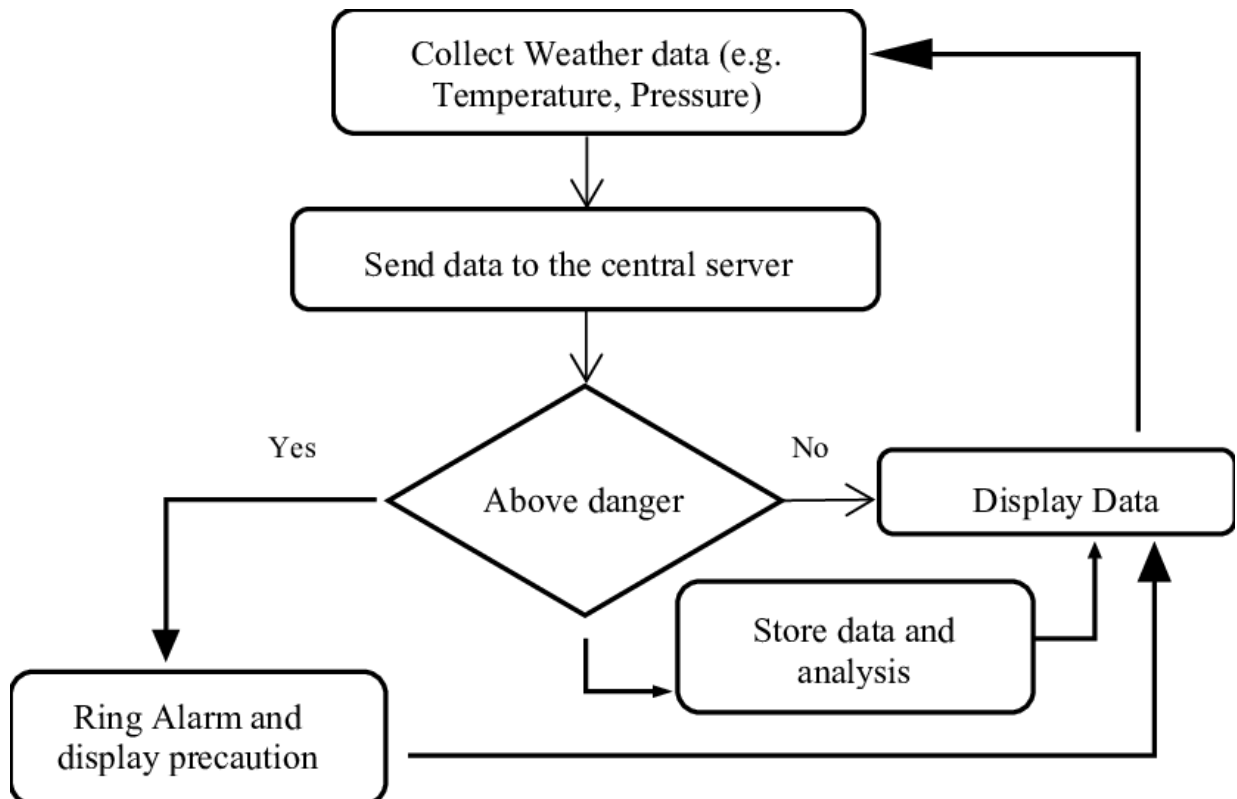 Collect Weather data (e.g.
Temperature, Pressure)
Send data to the central server
Yes
No
Above danger
Display Data
Store data and
analysis
Ring Alarm and
display precaution